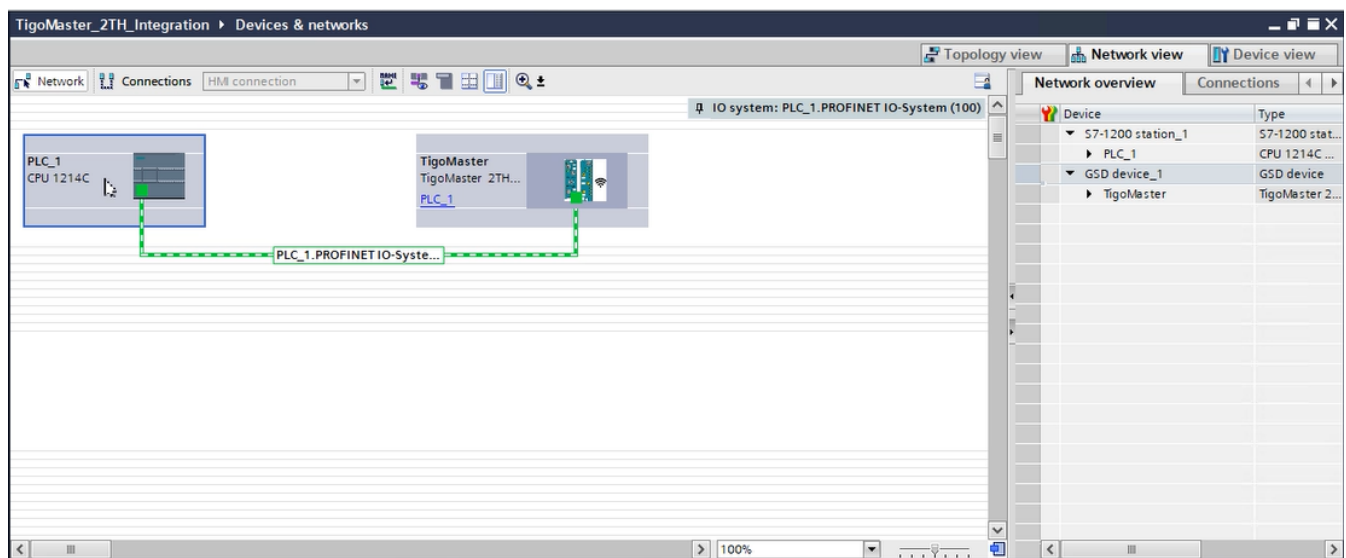 TigoMaster_2TH_Integration ▸ Devices & networks
Topology view Network view Device view
Network Connections HMI connection
Network overview Connections
IO system: PLC_1.PROFINET IO-System (100)
Device Type
S7-1200 station_1 S7-1200 stat...
PLC_1 CPU 1214C ...
GSD device_1 GSD device
TigoMaster TigoMaster 2...
PLC_1
CPU 1214C
TigoMaster
TigoMaster 2TH...
PLC_1
PLC_1.PROFINET IO-Syste...
100%